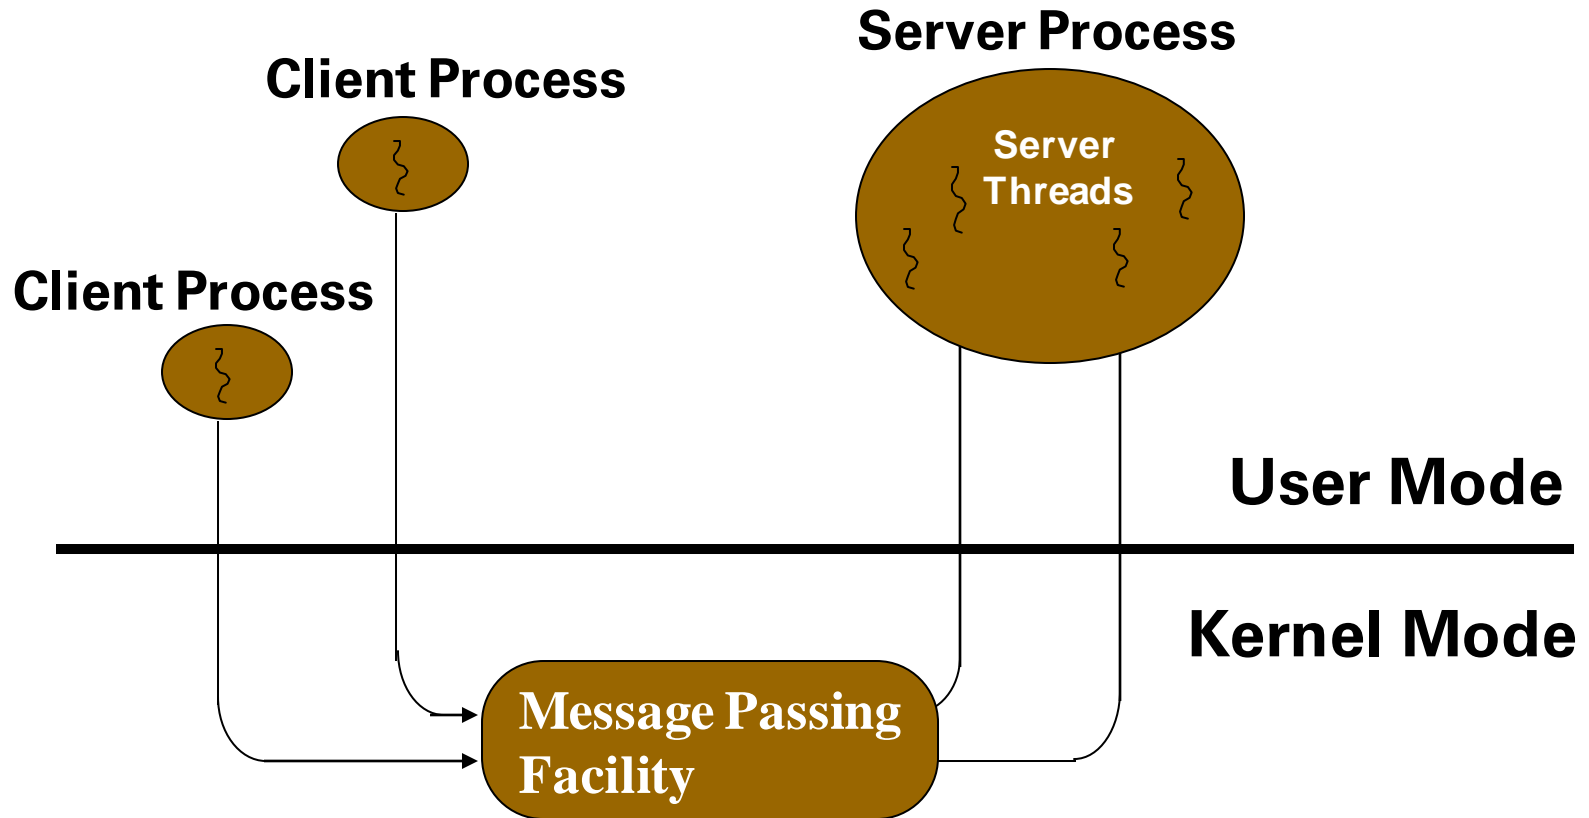 Server Process
Client Process
Server
Threads
Client Process
User Mode
Kernel Mode
Message Passing
Facility